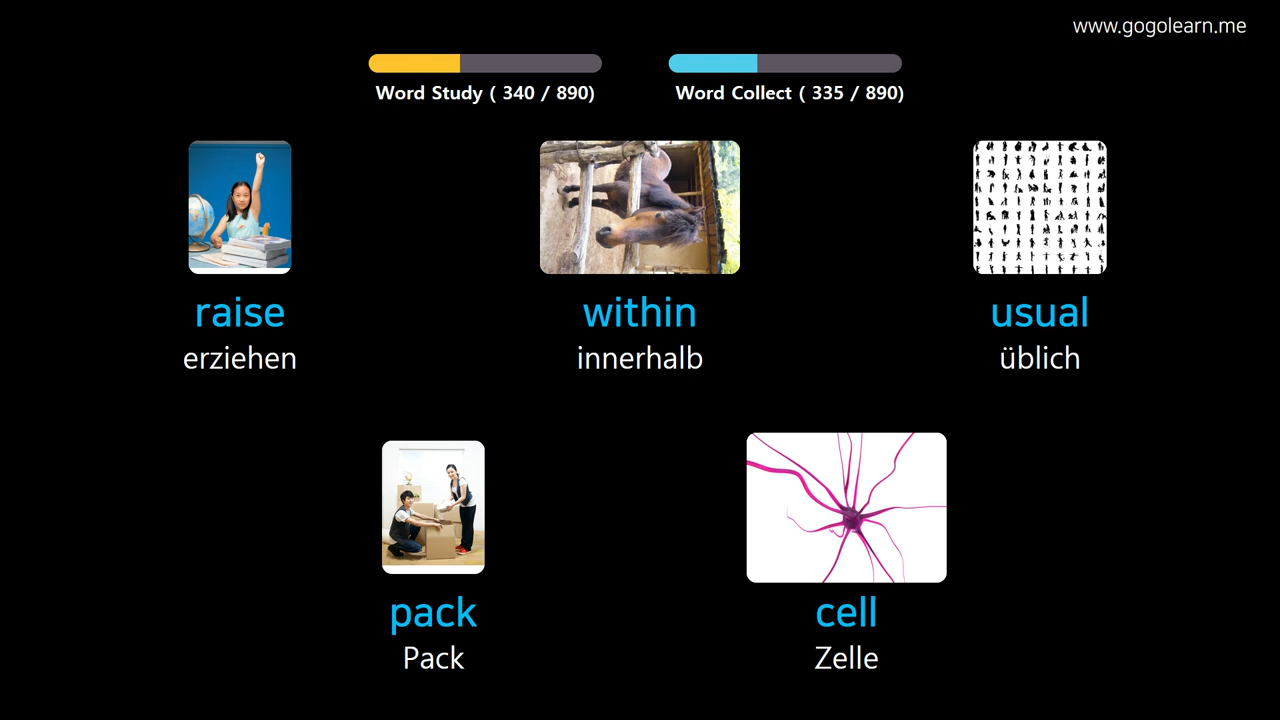 www.gogolearn.me
Word Study ( 340 / 890)
Word Collect ( 335 / 890)
raise
within
usual
erziehen
innerhalb
üblich
pack
cell
Pack
Zelle